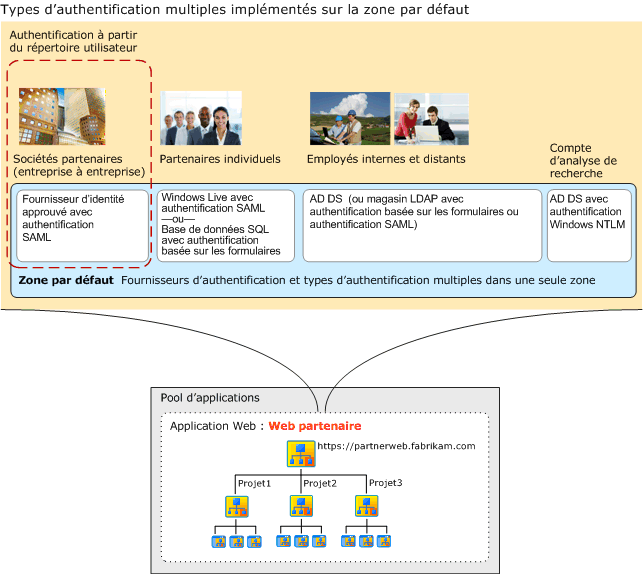 Types d’authentification multiples implémentés sur la zone par défaut
Authentification à partir
du répertoire utilisateur
Sociétés partenaires
(entreprise à entreprise)
Partenaires individuels
Employés internes et distants
Compte
d’analyse de
recherche
Fournisseur d’identité
approuvé avec
authentification
SAML
Windows Live avec
authentification SAML
—ou—
Base de données SQL
avec authentification
basée sur les formulaires
AD DS (ou magasin LDAP avec
authentification basée sur les formulaires ou
authentification SAML)
AD DS avec
authentification
Windows NTLM
Zone par défaut Fournisseurs d’authentification et types d’authentification multiples dans une seule zone
Pool d’applications
Application Web : Web partenaire
https://partnerweb.fabrikam.com
Projet1
Projet2
Projet3